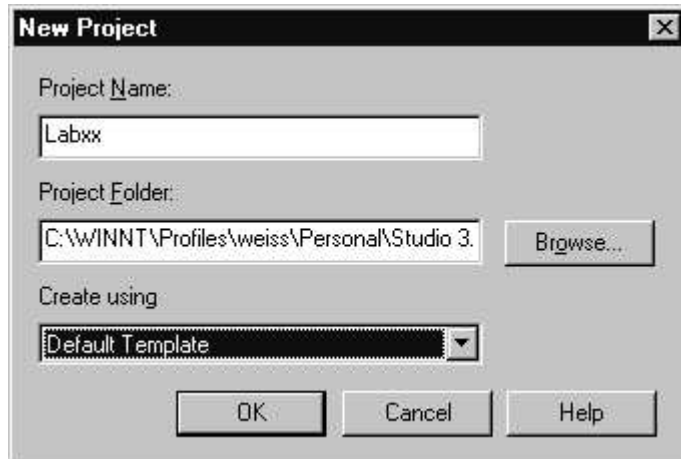 New Project
Project Name:
Labxx
Project Folder:
C:\WINNT\Profiles\weiss\Personal\Studio 3.
Browse...
Create using
Default Template
OK Cancel Help